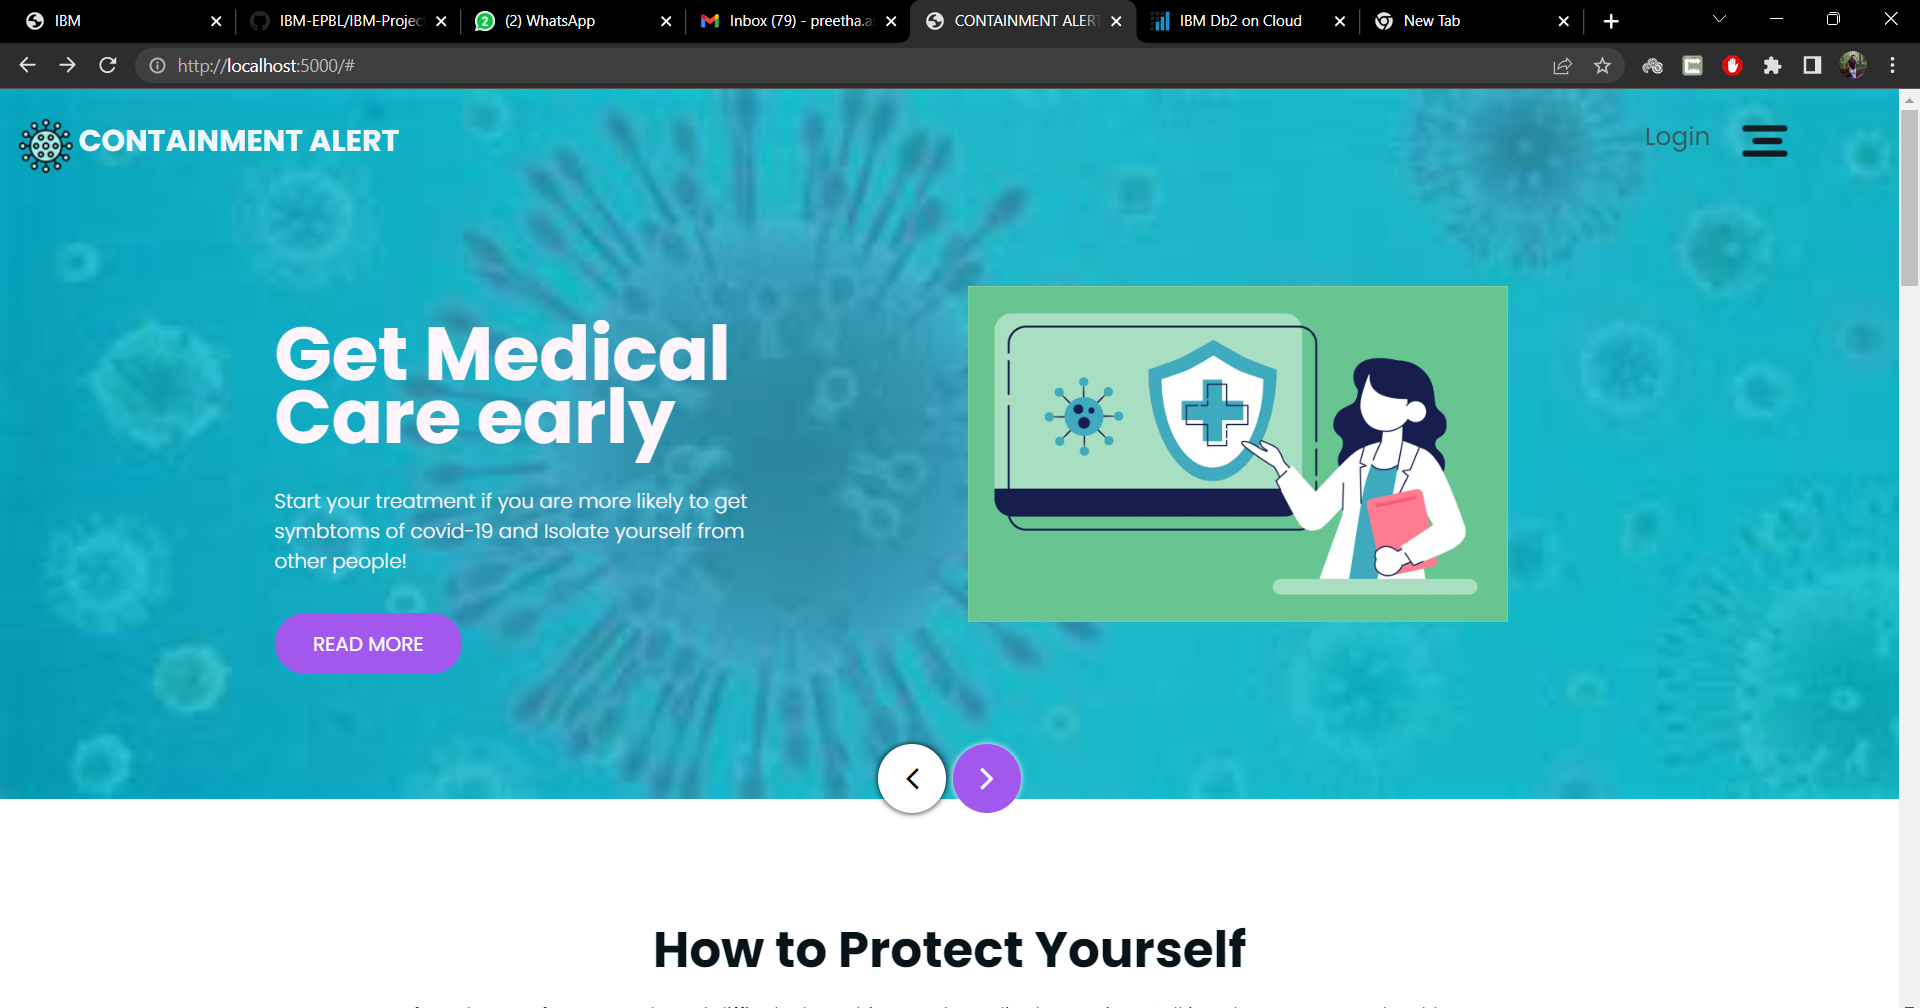 IBM
IBM-EPBL/IBM-Projec
(2) WhatsApp
Inbox (79) - preetha.a
CONTAINMENT ALERT
IBM Db2 on Cloud
New Tab
http://localhost:5000/#
CONTAINMENT ALERT
Login
Get Medical
Care early
Start your treatment if you are more likely to get
symbtoms of covid-19 and Isolate yourself from
other people!
READ MORE
How to Protect Yourself